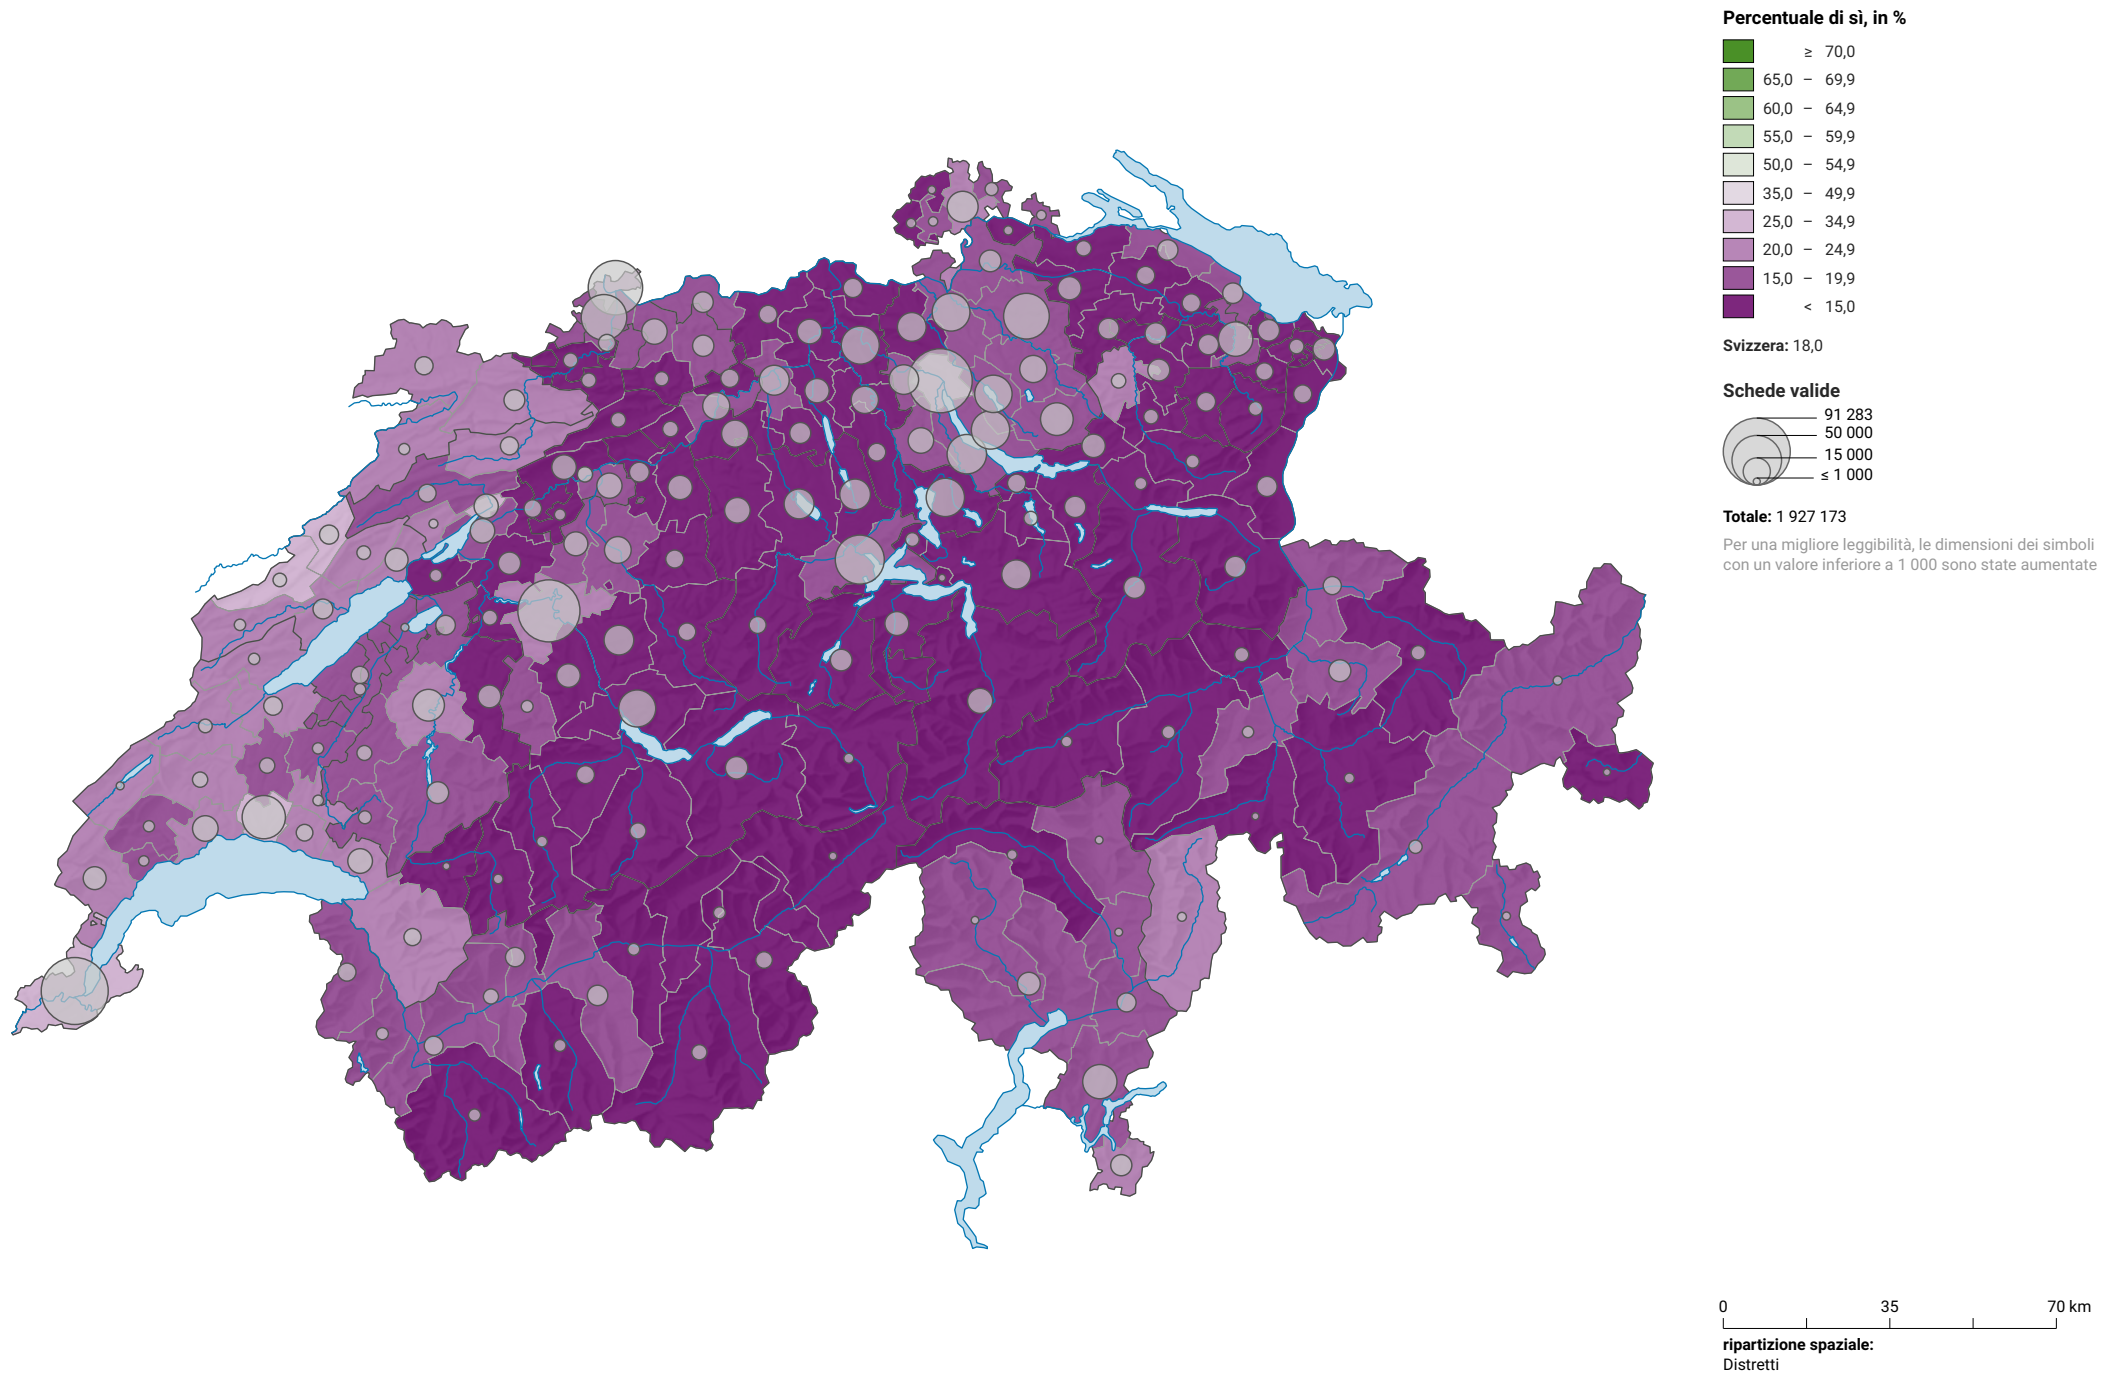 Percentuale di sì, in %
≥ 70,0
65,0 – 69,9
60,0 – 64,9
55,0 – 59,9
50,0 – 54,9
35,0 – 49,9
25,0 – 34,9
20,0 – 24,9
15,0 – 19,9
< 15,0
Svizzera: 18,0
Schede valide
91 283
50 000
15 000
≤ 1 000
Totale: 1 927 173
Per una migliore leggibilità, le dimensioni dei simboli
con un valore inferiore a 1 000 sono state aumentate
0 35 70 km
ripartizione spaziale:
Distretti